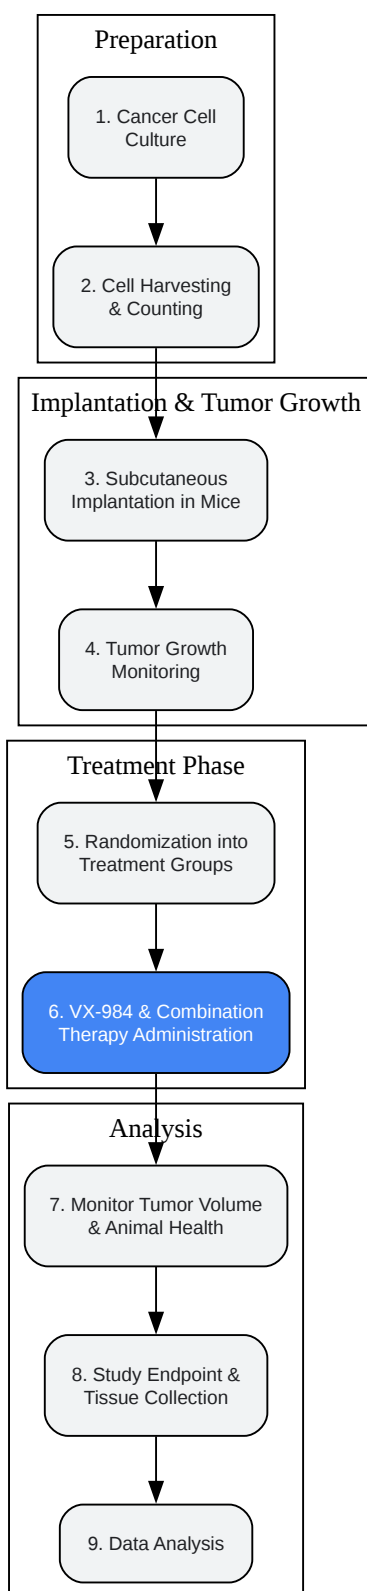 Preparation
1. Cancer Cell
Culture
2. Cell Harvesting
& Counting
Implantation & Tumor Growth
3. Subcutaneous
Implantation in Mice
4. Tumor Growth
Monitoring
Treatment Phase
5. Randomization into
Treatment Groups
6. VX-984 & Combination
Therapy Administration
Analysis
7. Monitor Tumor Volume
& Animal Health
8. Study Endpoint &
Tissue Collection
9. Data Analysis